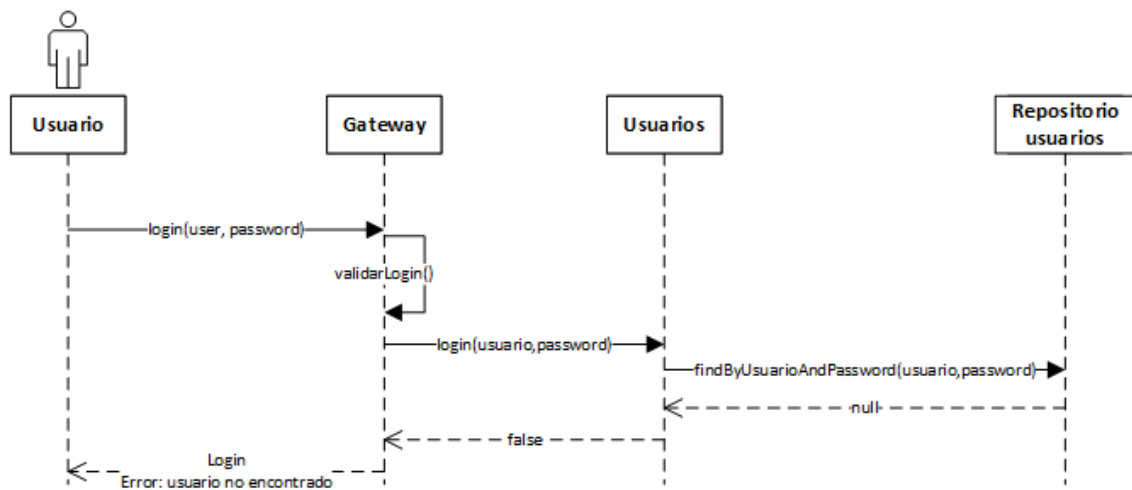 Usuario
Gateway
Usuarios
Repositorio
usuarios
login(user, password)
validarLogin()
login(usuario,password)
findByUsuarioAndPassword(usuario,password)
null
false
Login
Error: usuario no encontrado